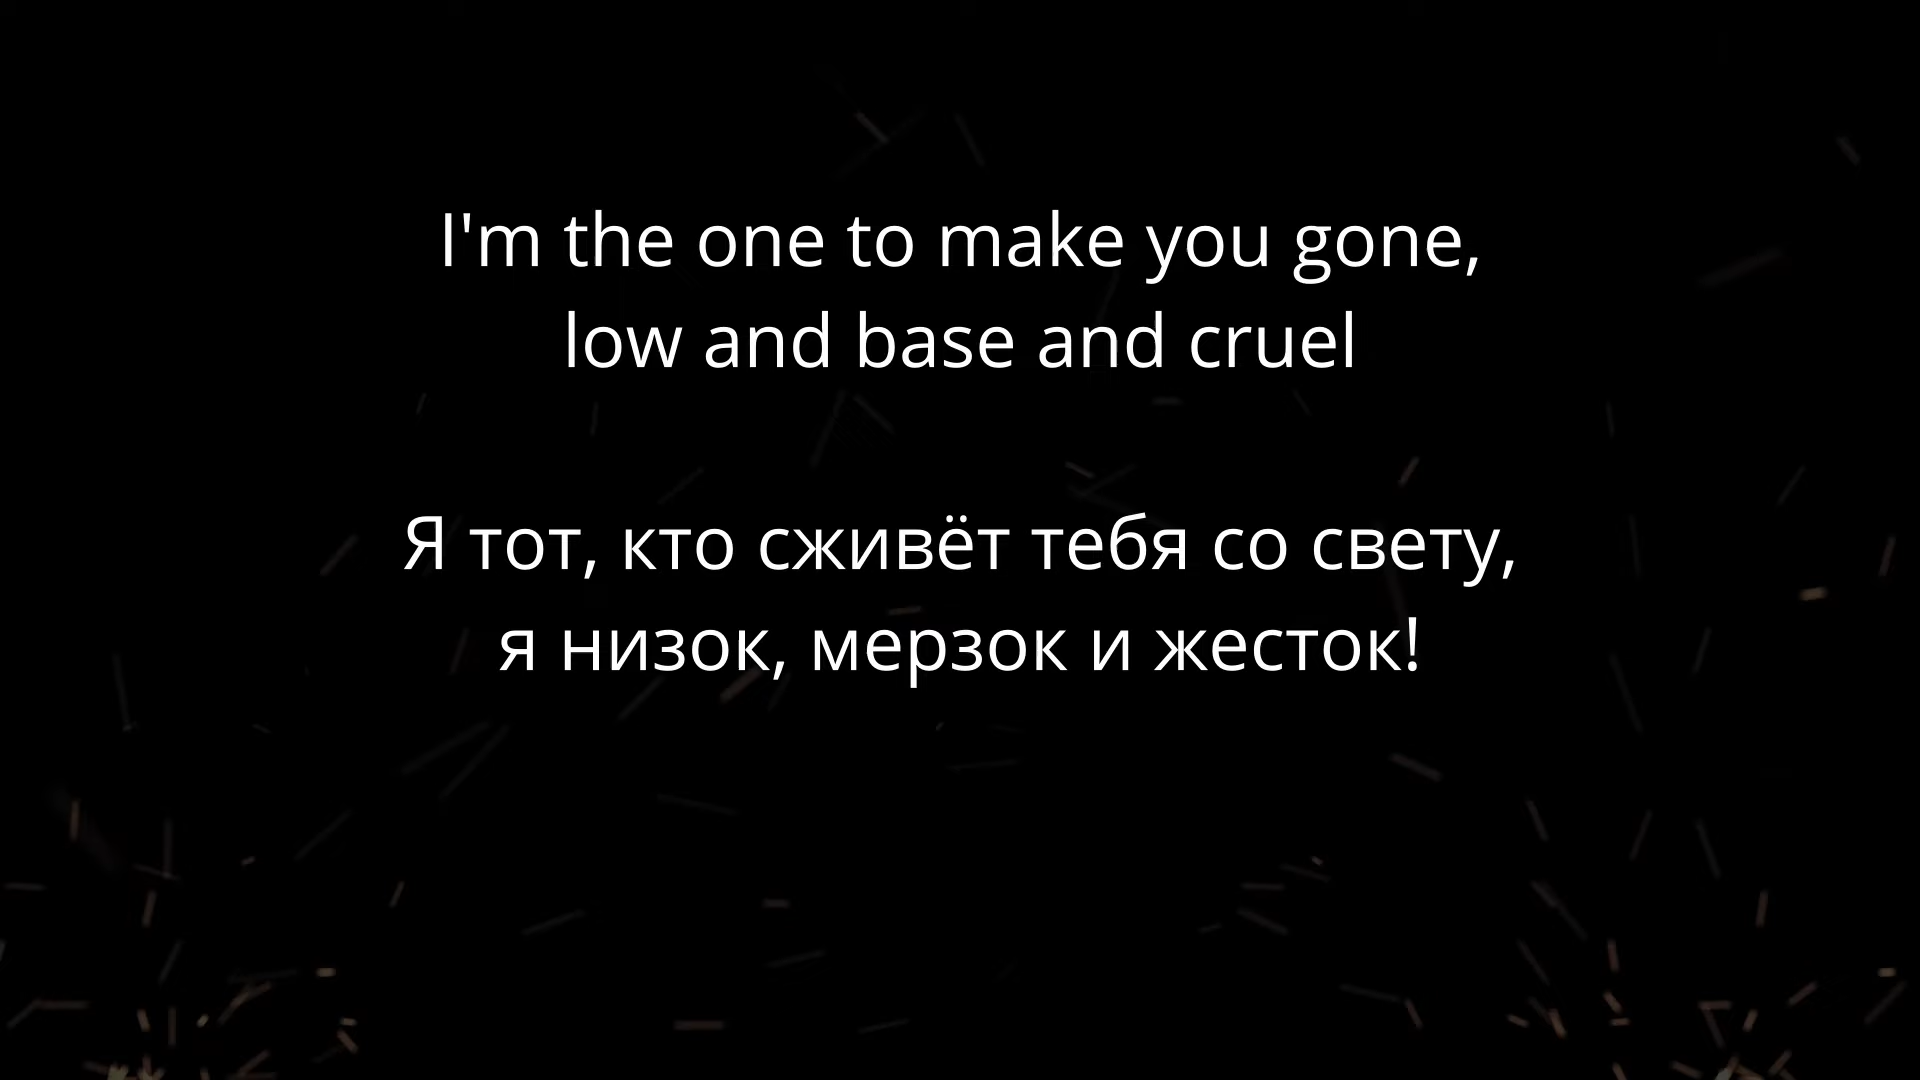 I'm the one to make you gone,
low and base and cruel
Я тот, кто сживёт тебя со свету,
я низок, мерзок и жесток!